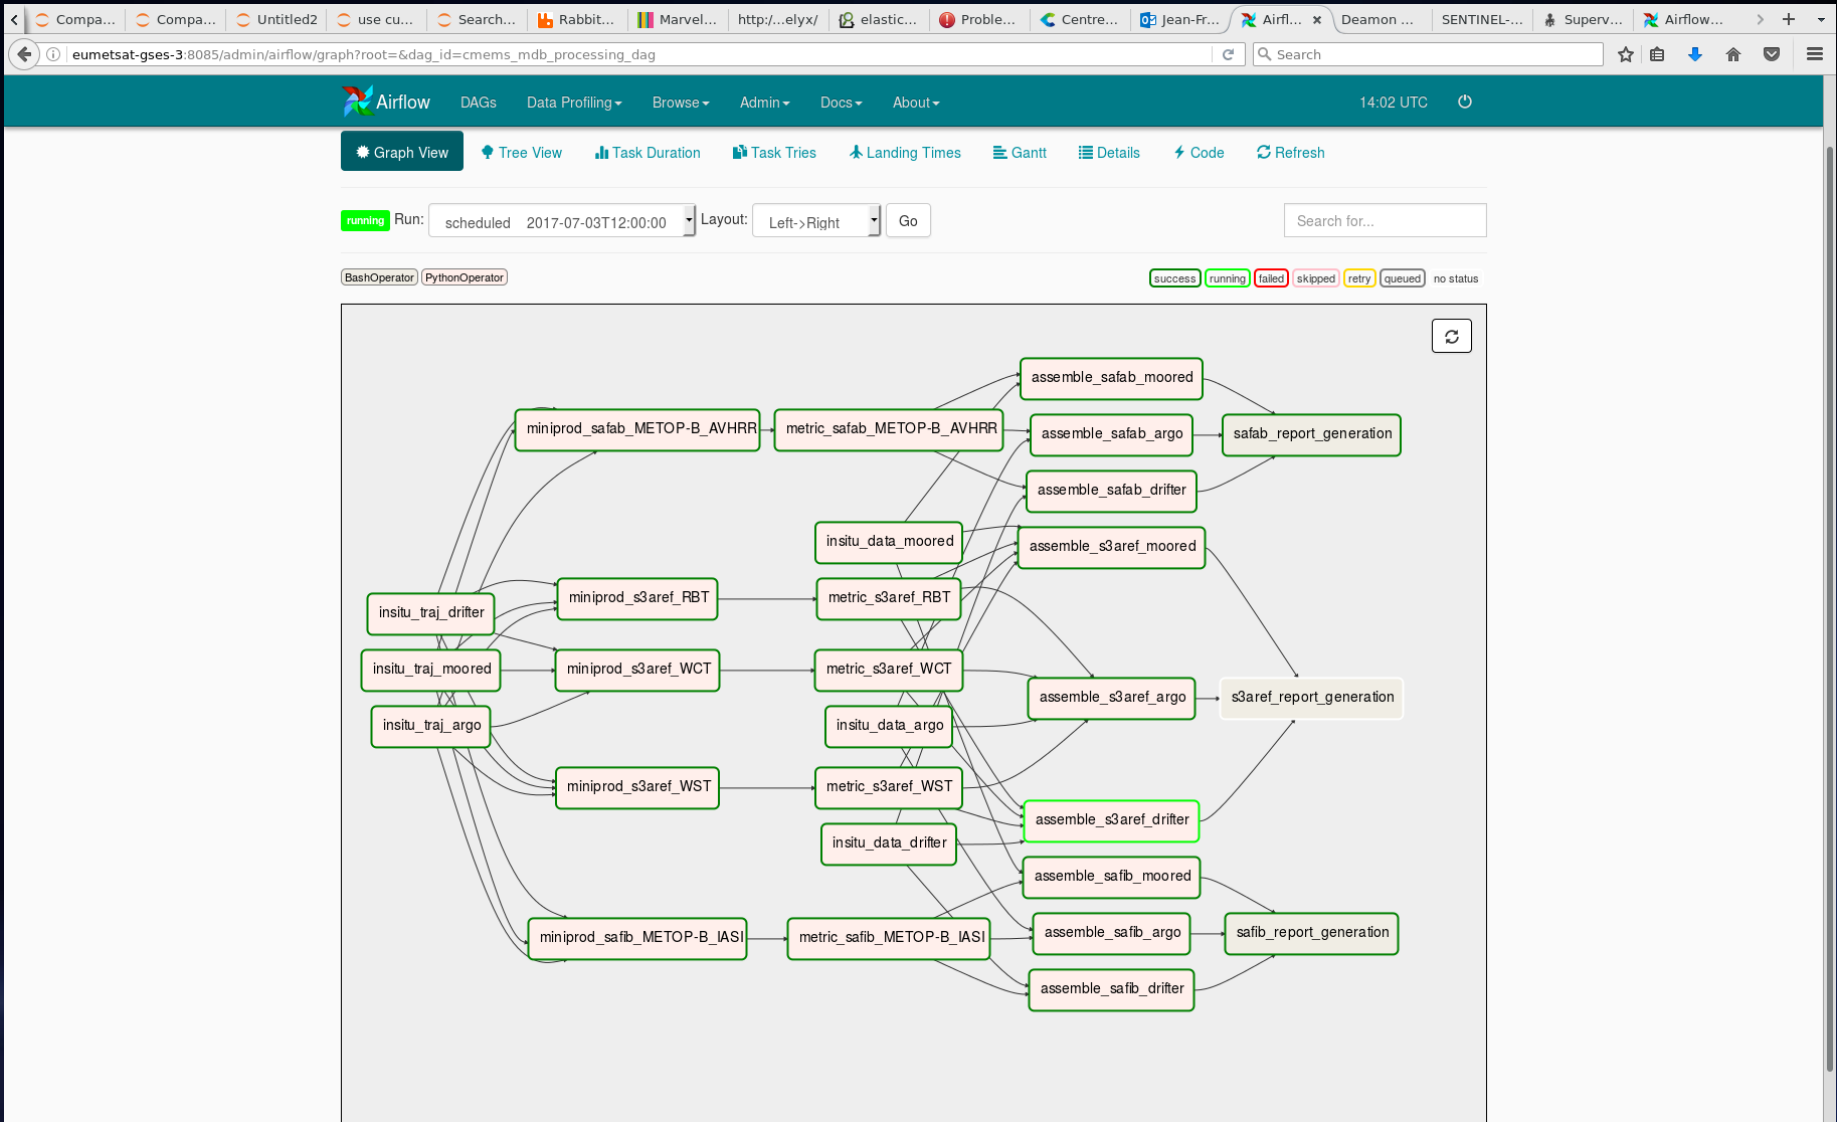 Compa... Compa... Untitled2 use cu... Search... Rabbit... Marvel... http:/...elyx/ elastic... Proble... Centre... Jean-Fr... Airfl... Deamon ... SENTINEL-... Superv... Airflow...
eumetsat-gses-3:8085/admin/airflow/graph?root=&dag_id=cmems_mdb_processing_dag Search
Airflow DAGs Data Profiling Browse Admin Docs About 14:02 UTC
Graph View Tree View Task Duration Task Tries Landing Times Gantt Details Code Refresh
running Run: scheduled 2017-07-03T12:00:00 Layout: Left->Right Go Search for...
BashOperator PythonOperator success running failed skipped retry queued no status
assemble_safab_moored
miniprod_safab_METOP-B_AVHRR metric_safab_METOP-B_AVHRR assemble_safab_argo safab_report_generation
assemble_safab_drifter
insitu_data_moored assemble_s3aref_moored
insitu_traj_drifter miniprod_s3aref_RBT metric_s3aref_RBT
insitu_traj_moored miniprod_s3aref_WCT metric_s3aref_WCT
assemble_s3aref_argo s3aref_report_generation
insitu_traj_argo insitu_data_argo
miniprod_s3aref_WST metric_s3aref_WST
assemble_s3aref_drifter
insitu_data_drifter
assemble_safib_moored
miniprod_safib_METOP-B_IASI metric_safib_METOP-B_IASI assemble_safib_argo safib_report_generation
assemble_safib_drifter